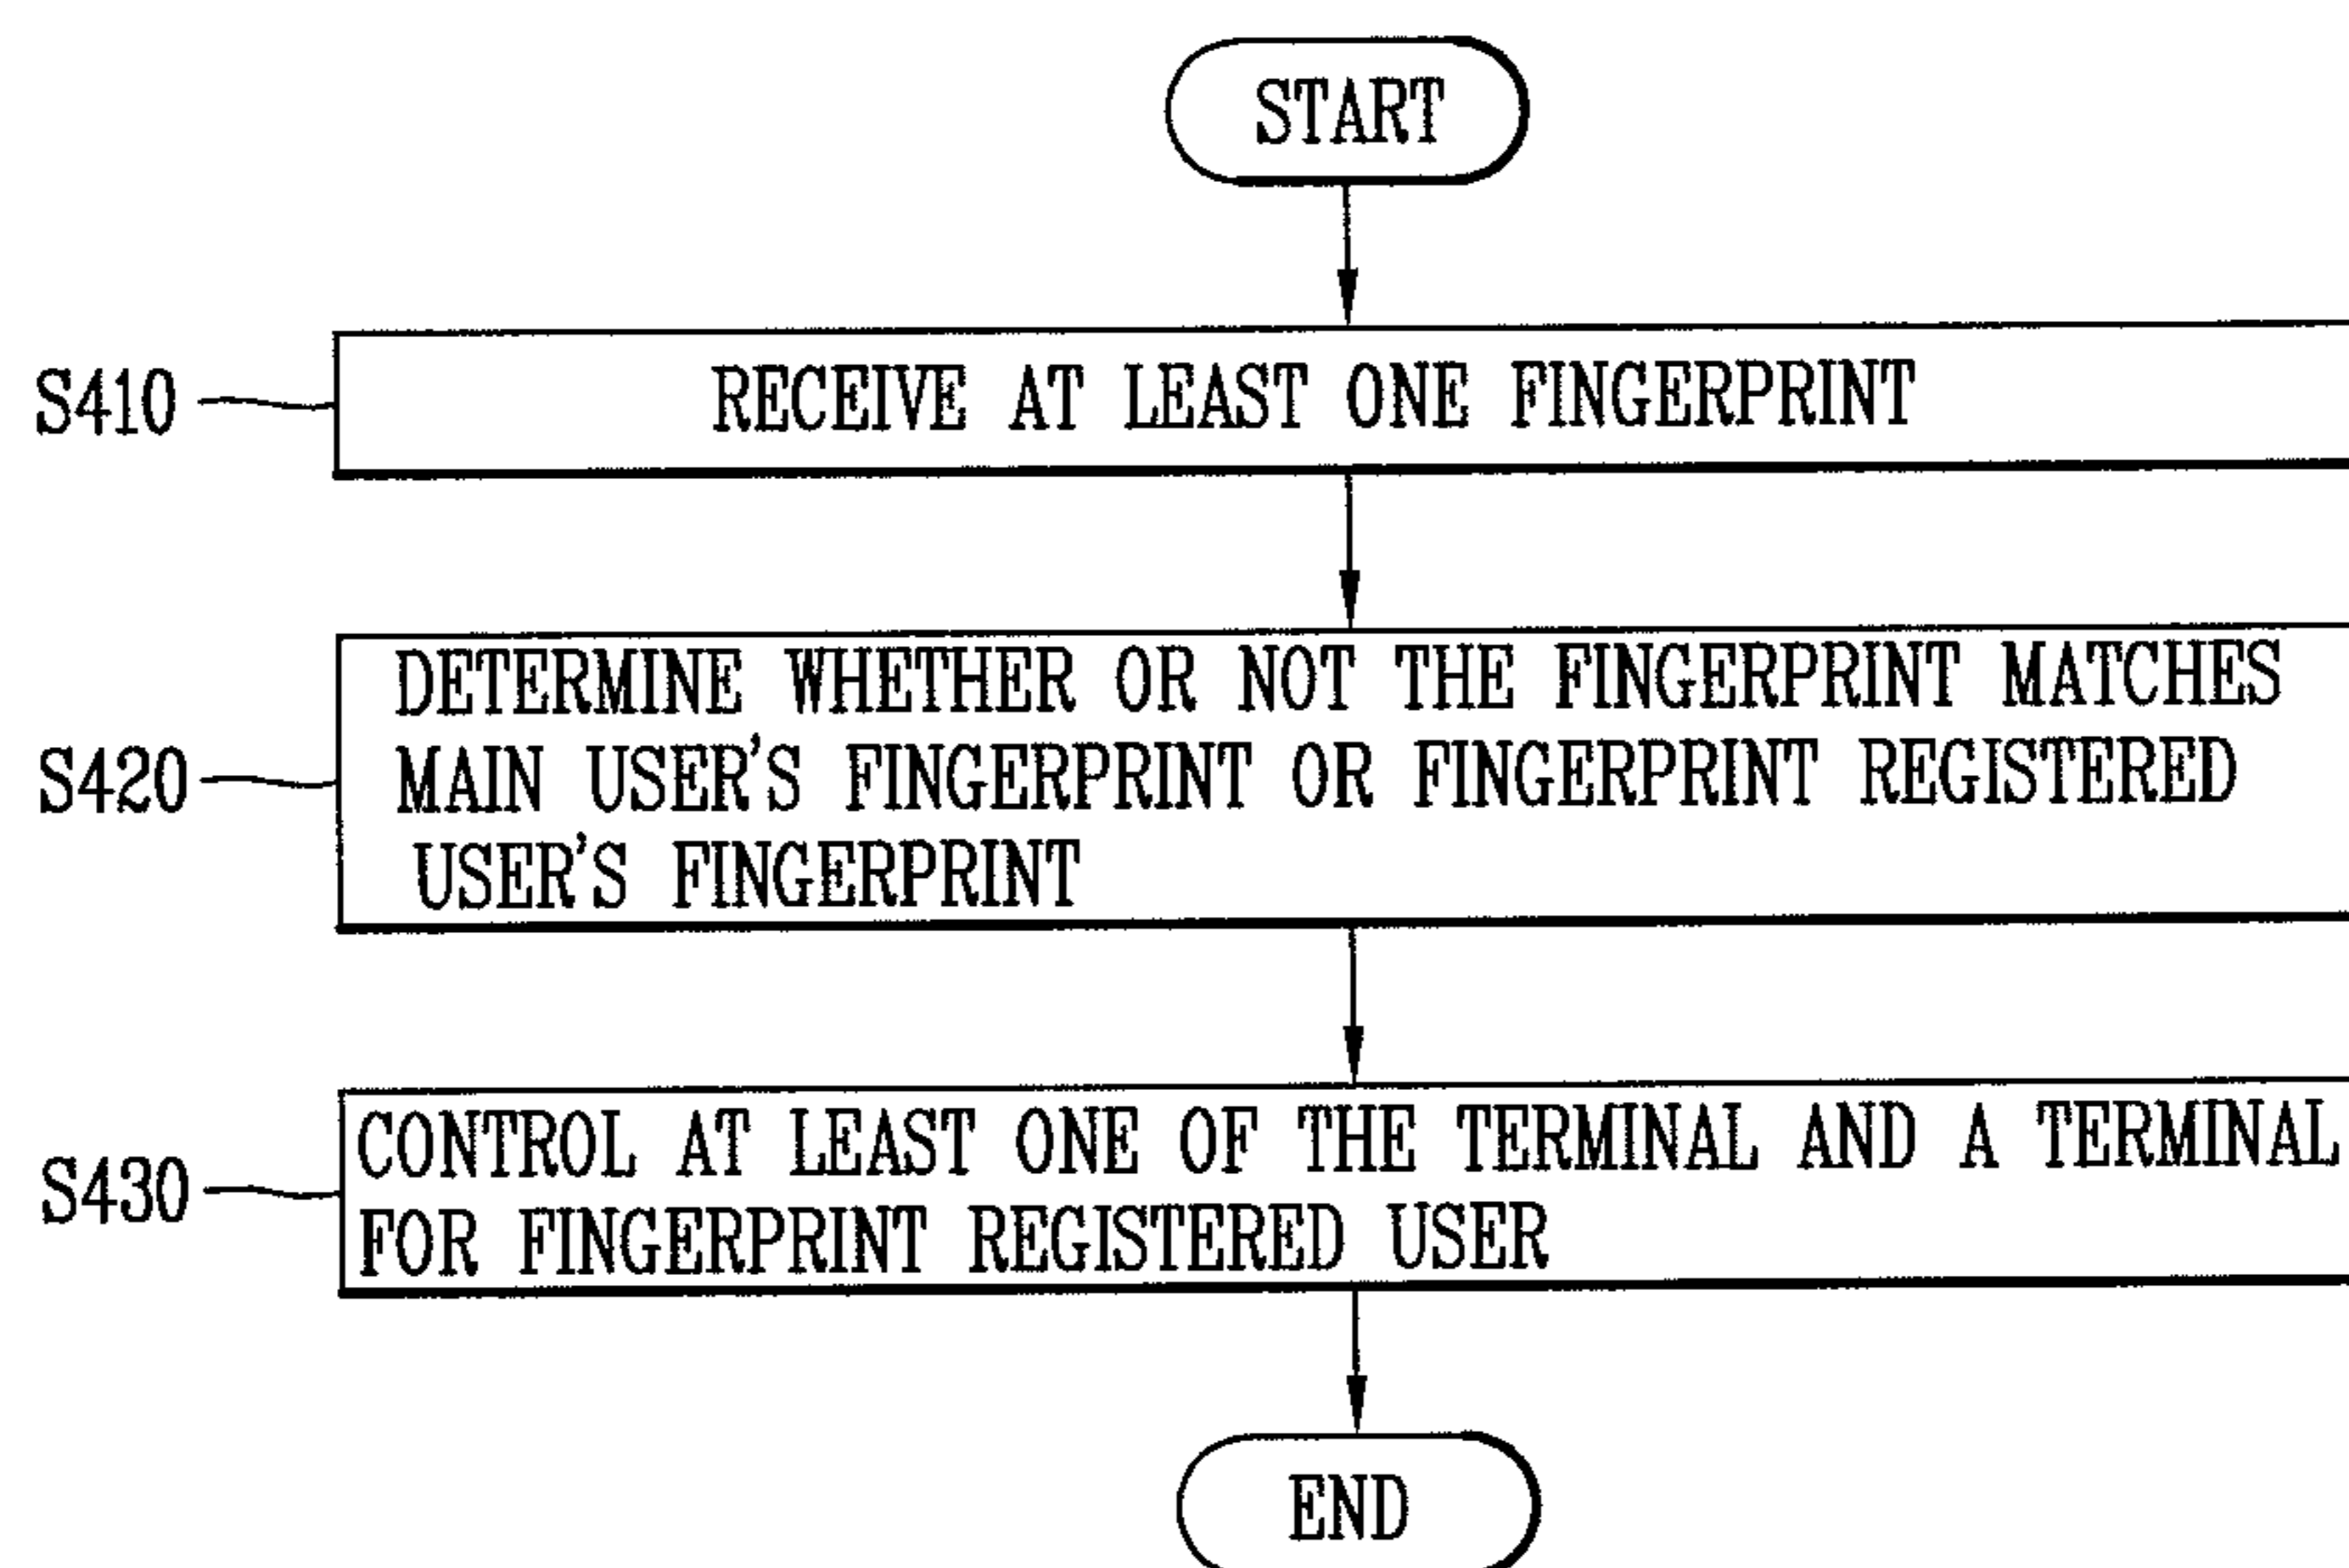 START
S410
RECEIVE AT LEAST ONE FINGERPRINT
S420
DETERMINE WHETHER OR NOT THE FINGERPRINT MATCHES
MAIN USER'S FINGERPRINT OR FINGERPRINT REGISTERED
USER'S FINGERPRINT
S430
CONTROL AT LEAST ONE OF THE TERMINAL AND A TERMINAL
FOR FINGERPRINT REGISTERED USER
END